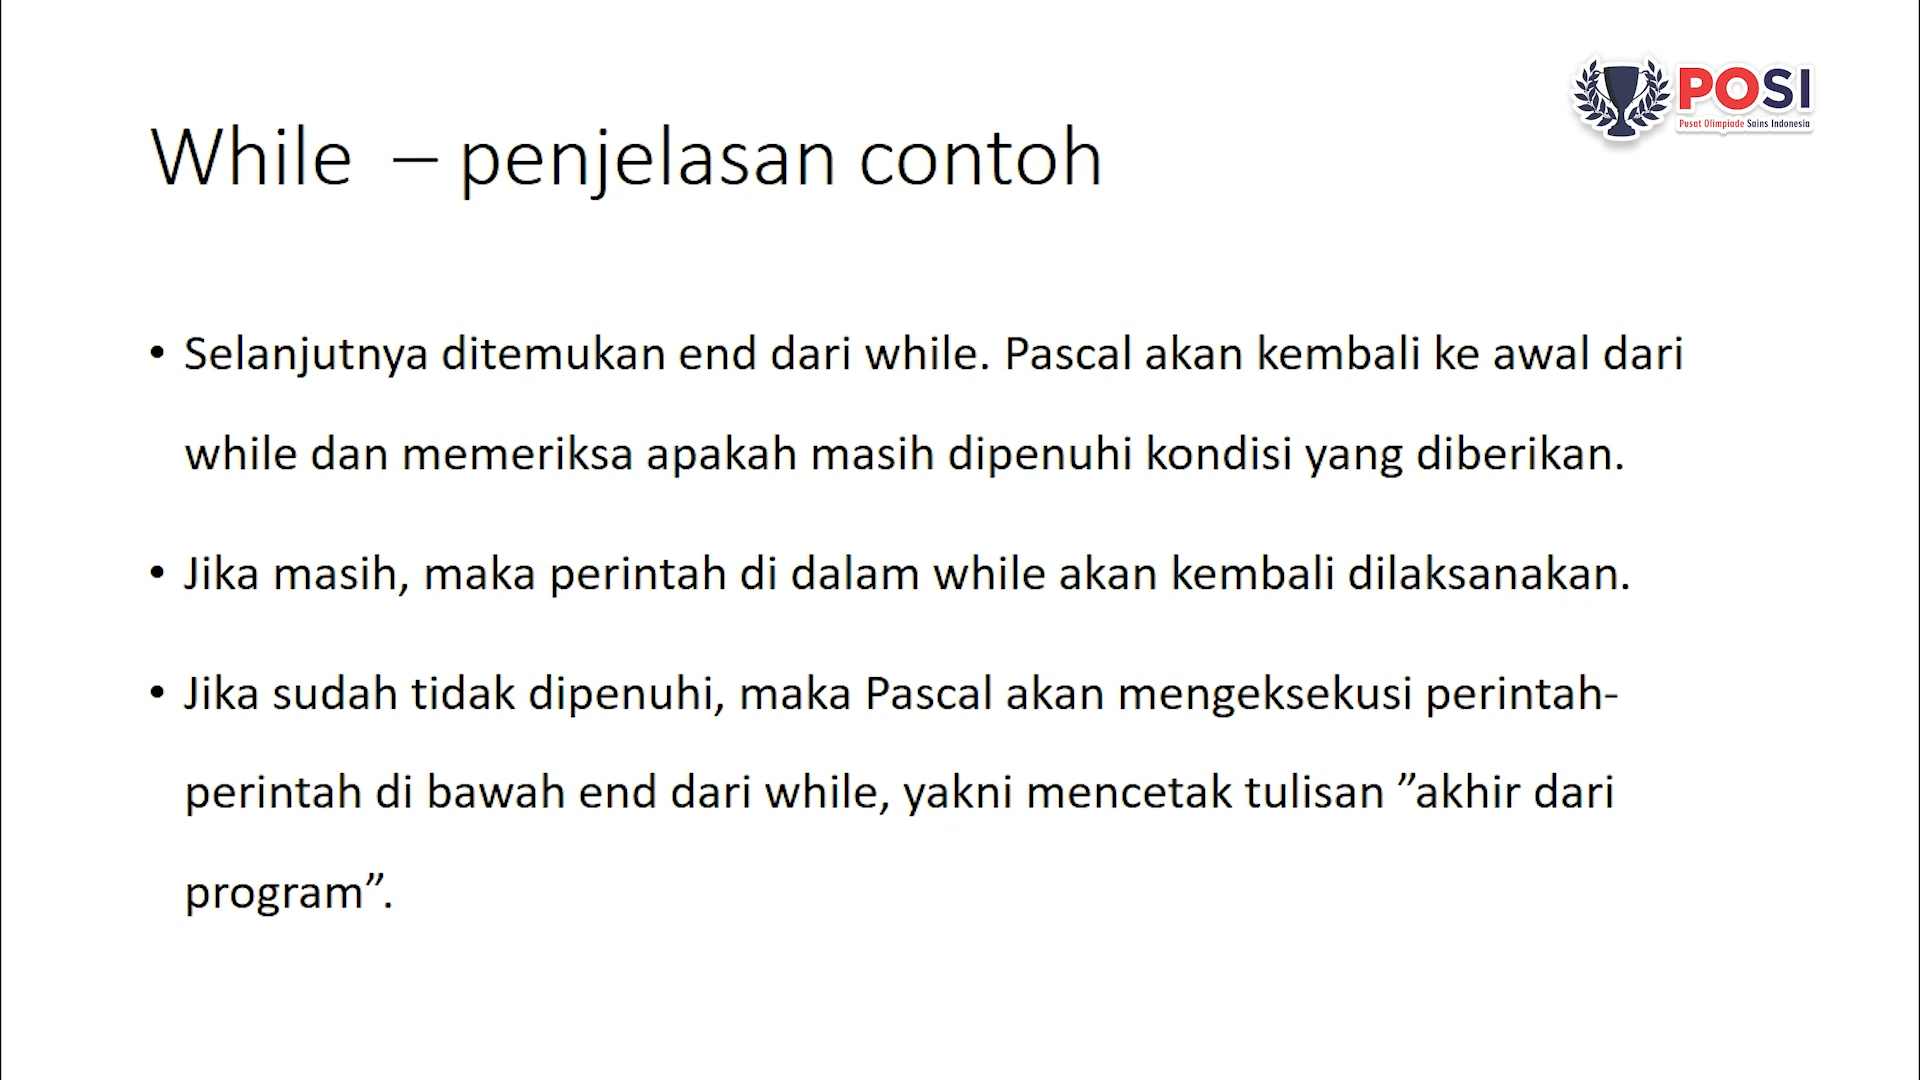 POSI
Pusat Olimpiade Sains Indonesia
While – penjelasan contoh
• Selanjutnya ditemukan end dari while. Pascal akan kembali ke awal dari
while dan memeriksa apakah masih dipenuhi kondisi yang diberikan.
• Jika masih, maka perintah di dalam while akan kembali dilaksanakan.
• Jika sudah tidak dipenuhi, maka Pascal akan mengeksekusi perintah-
perintah di bawah end dari while, yakni mencetak tulisan ”akhir dari
program”.